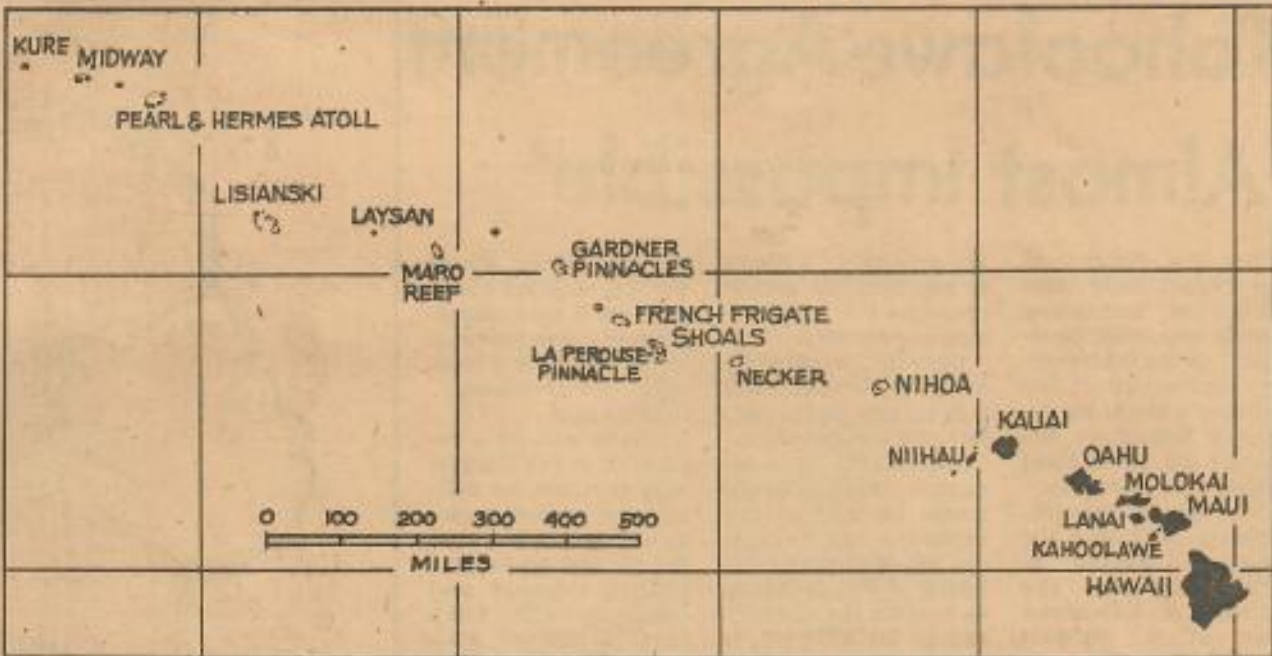 KURE
MIDWAY
PEARL & HERMES ATOLL
LISIANSKI
LAYSAN
MARO
REEF
GARDNER
PINNACLES
FRENCH FRIGATE
SHOALS
LA PEROUSE
PINNACLE
NECKER
NIHOA
KAUAI
NIIHAU
OAHU
MOLOKAI
MAUI
LANAI
KAHOOLAWE
HAWAII
0 100 200 300 400 500
MILES